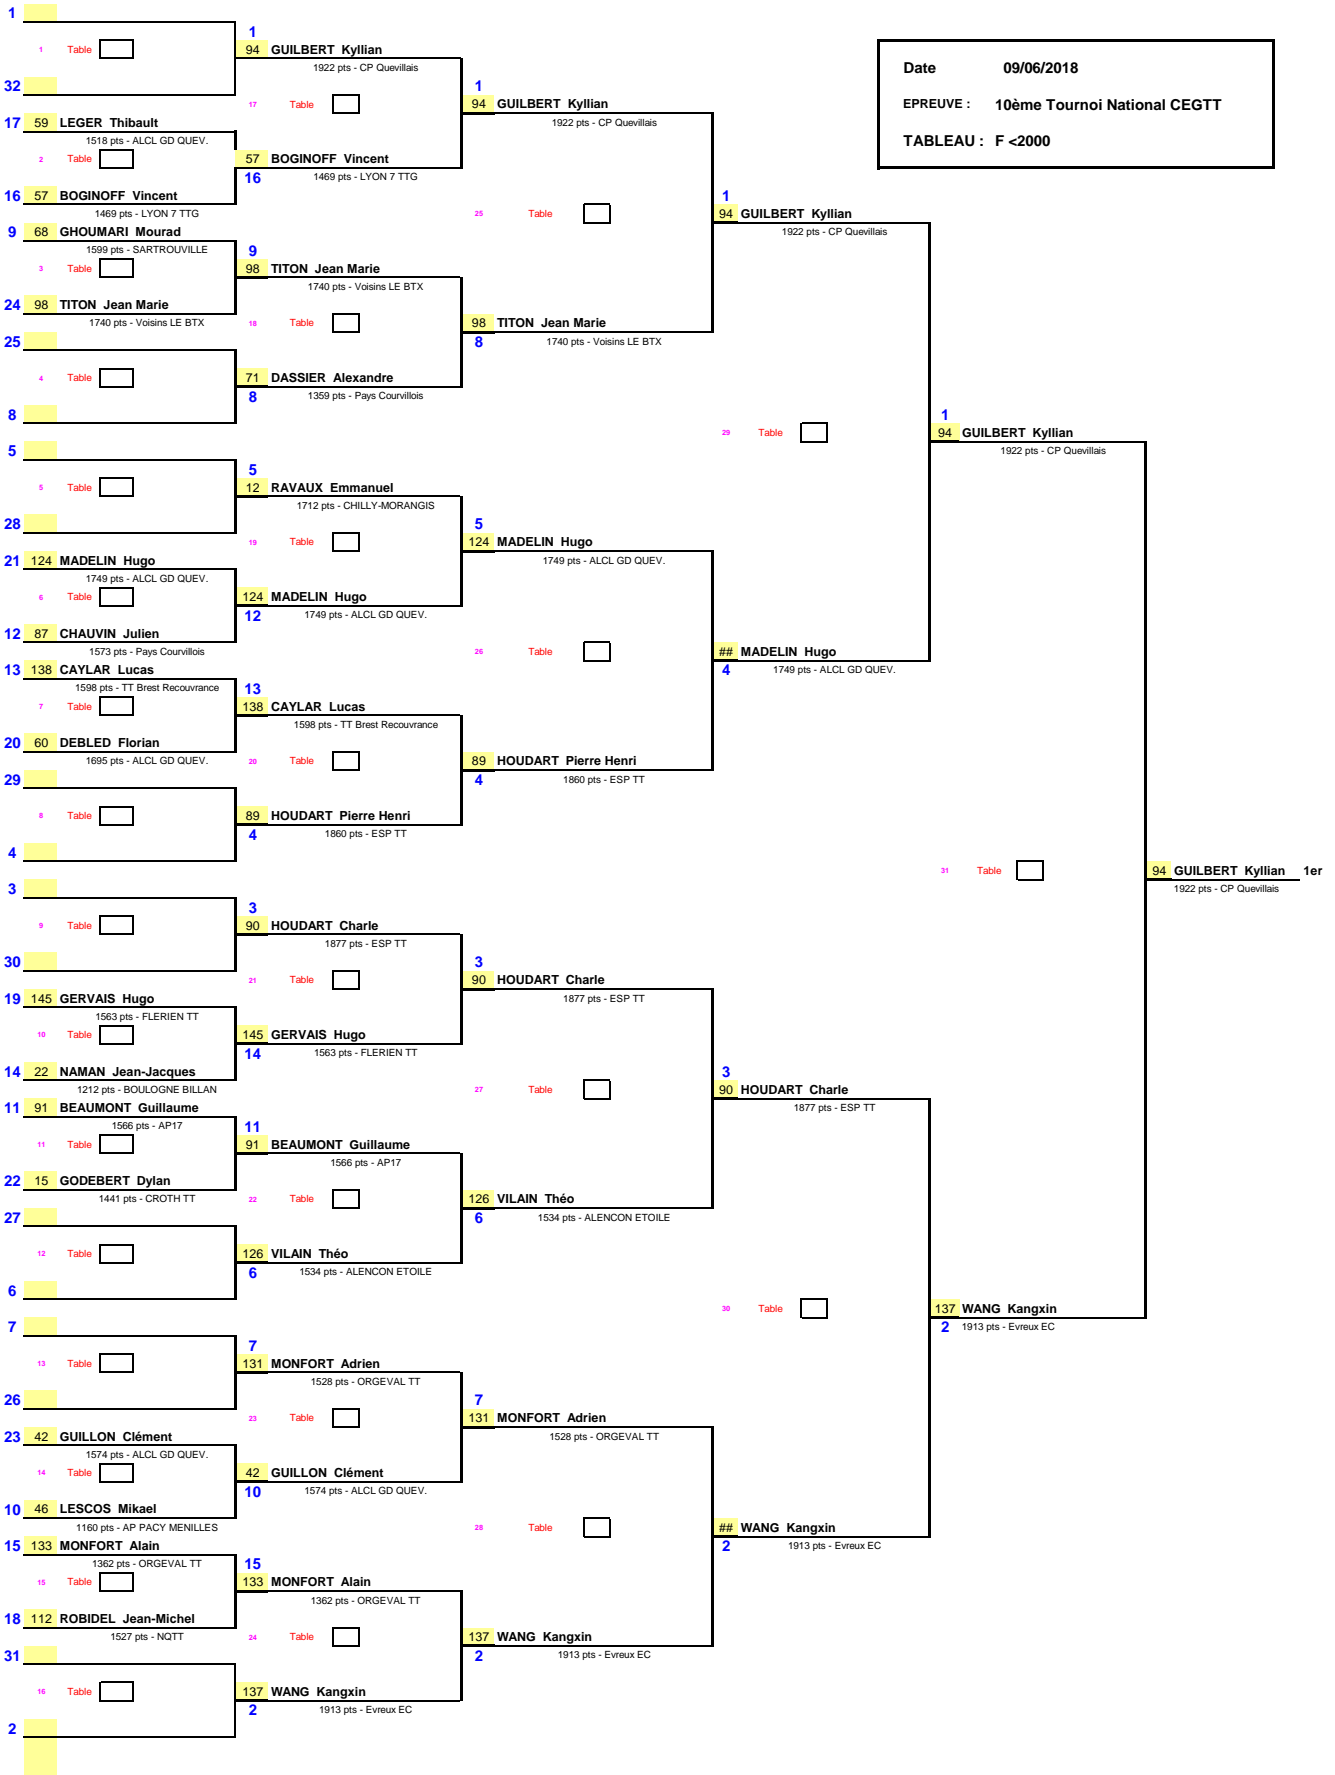 1
1 Table
32
17 59 LEGER Thibault
1518 pts - ALCL GD QUEV.
2 Table
16 57 BOGINOFF Vincent
1469 pts - LYON 7 TTG
9 68 GHOUMARI Mourad
1599 pts - SARTROUVILLE
3 Table
24 98 TITON Jean Marie
1740 pts - Voisins LE BTX
25
4 Table
8
5
5 Table
28
21 124 MADELIN Hugo
1749 pts - ALCL GD QUEV.
6 Table
12 87 CHAUVIN Julien
1573 pts - Pays Courvillois
13 138 CAYLAR Lucas
1598 pts - TT Brest Recouvrance
7 Table
20 60 DEBLED Florian
1695 pts - ALCL GD QUEV.
29
8 Table
4
3
9 Table
30
19 145 GERVAIS Hugo
1563 pts - FLERIEN TT
10 Table
14 22 NAMAN Jean-Jacques
1212 pts - BOULOGNE BILLAN
11 91 BEAUMONT Guillaume
1566 pts - AP17
11 Table
22 15 GODEBERT Dylan
1441 pts - CROTH TT
27
12 Table
6
7
13 Table
26
23 42 GUILLON Clément
1574 pts - ALCL GD QUEV.
14 Table
10 46 LESCOS Mikael
1160 pts - AP PACY MENILLES
15 133 MONFORT Alain
1362 pts - ORGEVAL TT
15 Table
18 112 ROBIDEL Jean-Michel
1527 pts - NQTT
31
16 Table
2
1
94 GUILBERT Kyllian
1922 pts - CP Quevillais
17 Table
57 BOGINOFF Vincent
16 1469 pts - LYON 7 TTG
9
98 TITON Jean Marie
1740 pts - Voisins LE BTX
18 Table
71 DASSIER Alexandre
8 1359 pts - Pays Courvillois
5
12 RAVAUX Emmanuel
1712 pts - CHILLY-MORANGIS
19 Table
124 MADELIN Hugo
12 1749 pts - ALCL GD QUEV.
13
138 CAYLAR Lucas
1598 pts - TT Brest Recouvrance
20 Table
89 HOUDART Pierre Henri
4 1860 pts - ESP TT
3
90 HOUDART Charle
1877 pts - ESP TT
21 Table
145 GERVAIS Hugo
14 1563 pts - FLERIEN TT
11
91 BEAUMONT Guillaume
1566 pts - AP17
22 Table
126 VILAIN Théo
6 1534 pts - ALENCON ETOILE
7
131 MONFORT Adrien
1528 pts - ORGEVAL TT
23 Table
42 GUILLON Clément
10 1574 pts - ALCL GD QUEV.
15
133 MONFORT Alain
1362 pts - ORGEVAL TT
24 Table
137 WANG Kangxin
2 1913 pts - Evreux EC
1
94 GUILBERT Kyllian
1922 pts - CP Quevillais
25 Table
98 TITON Jean Marie
8 1740 pts - Voisins LE BTX
5
124 MADELIN Hugo
1749 pts - ALCL GD QUEV.
26 Table
89 HOUDART Pierre Henri
4 1860 pts - ESP TT
3
90 HOUDART Charle
1877 pts - ESP TT
27 Table
126 VILAIN Théo
6 1534 pts - ALENCON ETOILE
7
131 MONFORT Adrien
1528 pts - ORGEVAL TT
28 Table
137 WANG Kangxin
2 1913 pts - Evreux EC
1
94 GUILBERT Kyllian
1922 pts - CP Quevillais
29 Table
## MADELIN Hugo
4 1749 pts - ALCL GD QUEV.
3
90 HOUDART Charle
1877 pts - ESP TT
30 Table
## WANG Kangxin
2 1913 pts - Evreux EC
Date 09/06/2018
EPREUVE : 10ème Tournoi National CEGTT
TABLEAU : F <2000
1
94 GUILBERT Kyllian
1922 pts - CP Quevillais
31 Table
137 WANG Kangxin
2 1913 pts - Evreux EC
94 GUILBERT Kyllian 1er
1922 pts - CP Quevillais